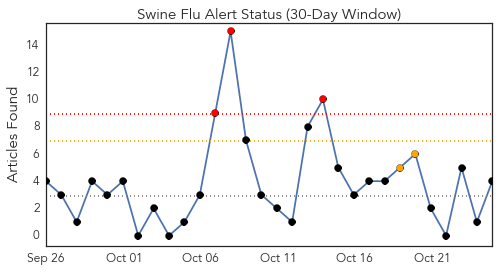 Swine Flu Alert Status (30-Day Window)
Articles Found
14
12
10
8
6
4
2
0
Sep 26 Oct 01 Oct 06 Oct 11 Oct 16 Oct 21